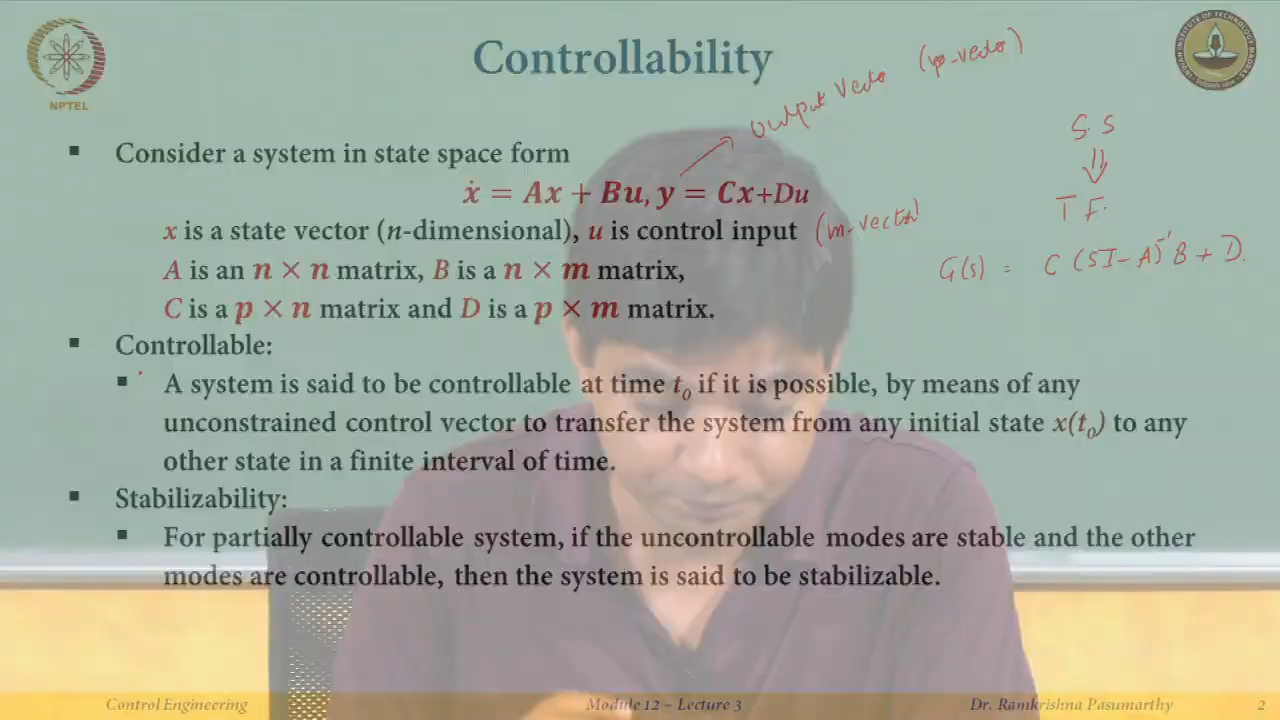 Controllability
NPTEL
Output Vector (p-vector)
S.S
⇓
T F.
G(s) = C (SI-A)⁻¹ B + D.
▪ Consider a system in state space form
ẋ = Ax + Bu, y = Cx+Du
x is a state vector (n-dimensional), u is control input (m-vector)
A is an n × n matrix, B is a n × m matrix,
C is a p × n matrix and D is a p × m matrix.
▪ Controllable:
▪ A system is said to be controllable at time t₀ if it is possible, by means of any
unconstrained control vector to transfer the system from any initial state x(t₀) to any
other state in a finite interval of time.
▪ Stabilizability:
▪ For partially controllable system, if the uncontrollable modes are stable and the other
modes are controllable, then the system is said to be stabilizable.
Control Engineering Module 12 – Lecture 3 Dr. Ramkrishna Pasumarthy 2